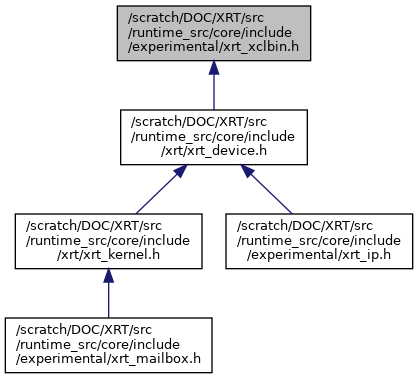 /scratch/DOC/XRT/src
/runtime_src/core/include
/experimental/xrt_xclbin.h
/scratch/DOC/XRT/src
/runtime_src/core/include
/xrt/xrt_device.h
/scratch/DOC/XRT/src
/runtime_src/core/include
/xrt/xrt_kernel.h
/scratch/DOC/XRT/src
/runtime_src/core/include
/experimental/xrt_ip.h
/scratch/DOC/XRT/src
/runtime_src/core/include
/experimental/xrt_mailbox.h